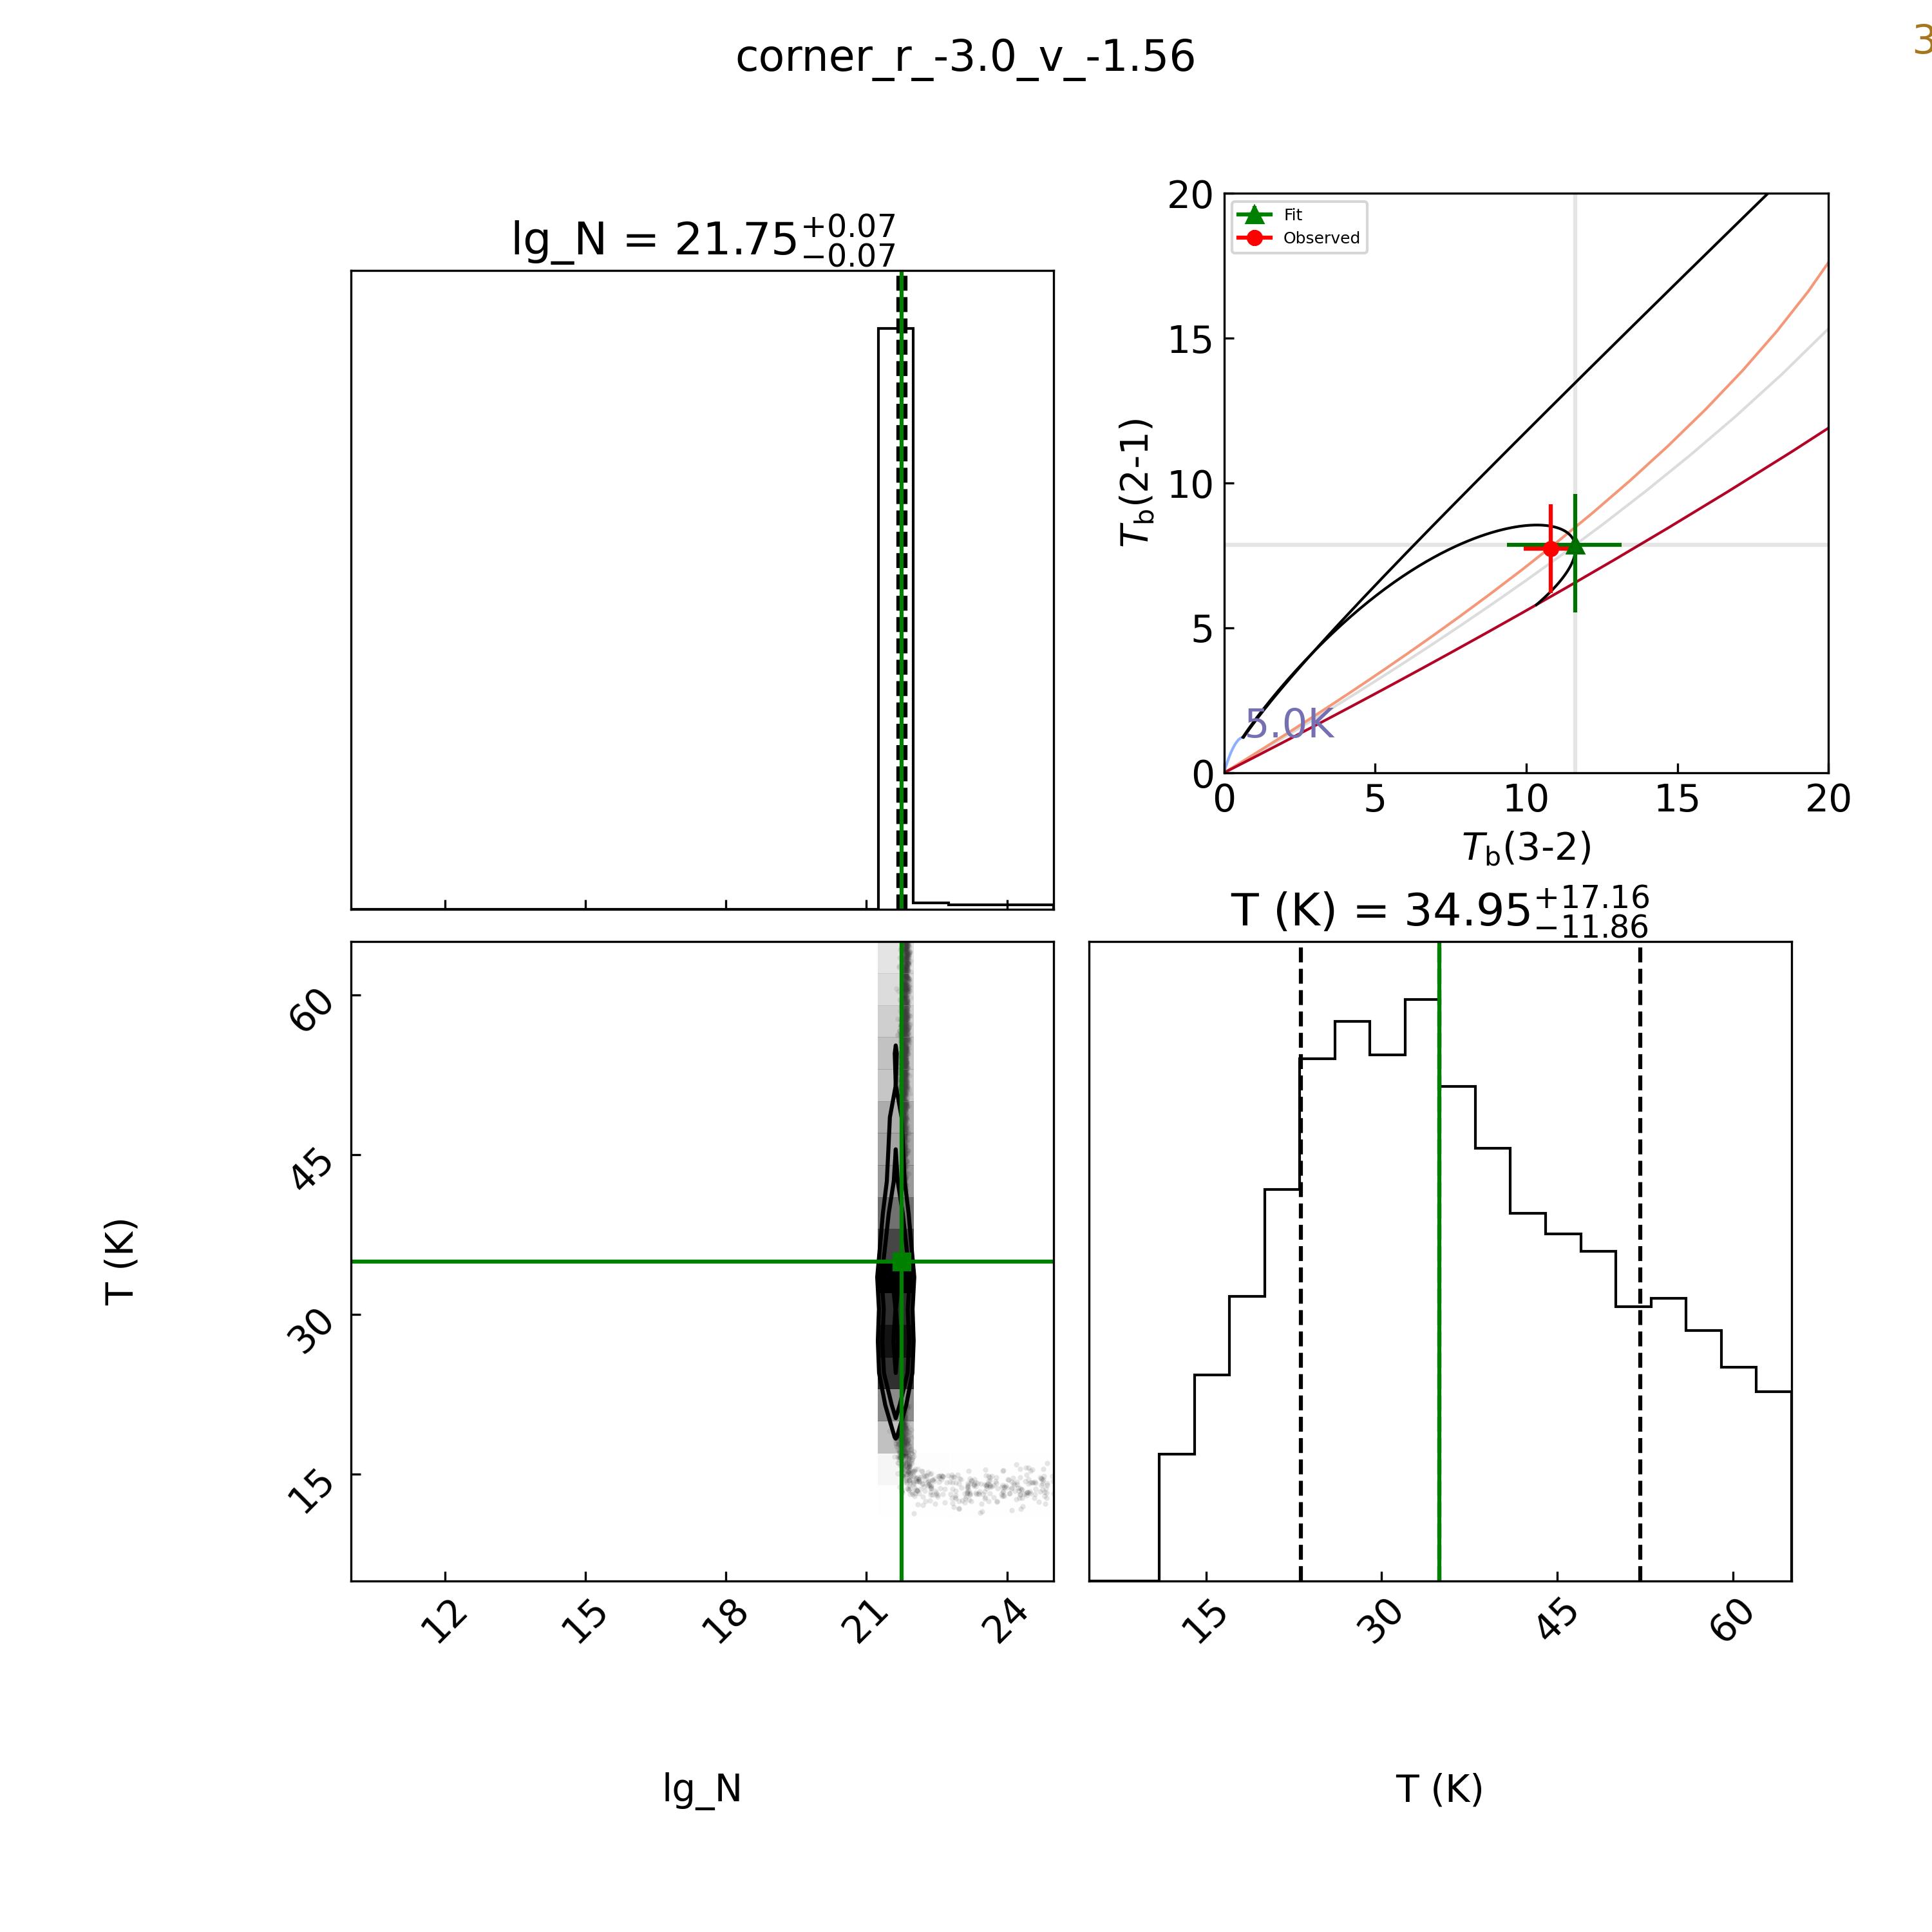 corner_r_-3.0_v_-1.56
3
lg_N = 21.75+0.07 −0.07
20
15
10
5
0
Tb(2-1)
Fit
Observed
5.0K
0 5 10 15 20
Tb(3-2)
T (K) = 34.95+17.16 −11.86
T (K)
60
45
30
15
12 15 18 21 24
lg_N
15 30 45 60
T (K)